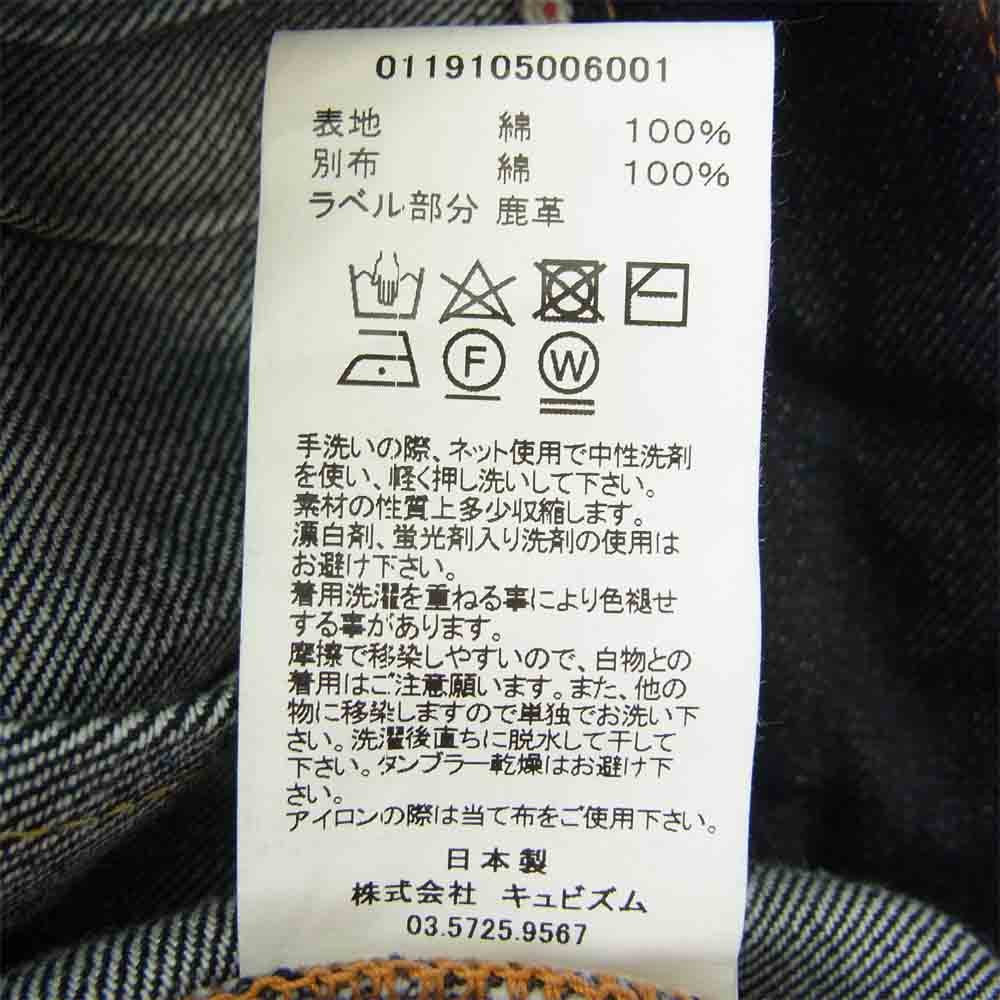 0119105006001
表地 綿 100%
別布 綿 100%
ラベル部分 鹿革
F W
手洗いの際、ネット使用で中性洗剤
を使い、軽く押し洗いして下さい。
素材の性質上多少収縮します。
漂白剤、蛍光剤入り洗剤の使用は
お避け下さい。
着用洗濯を重ねる事により色褪せ
する事があります。
摩擦で移染しやすいので、白物との
着用はご注意願います。また、他の
物に移染しますので単独でお洗い下
さい。洗濯後直ちに脱水して干して
下さい。タンブラー乾燥はお避け下
さい。
アイロンの際は当て布をご使用下さい。
日本製
株式会社 キュビズム
03.5725.9567